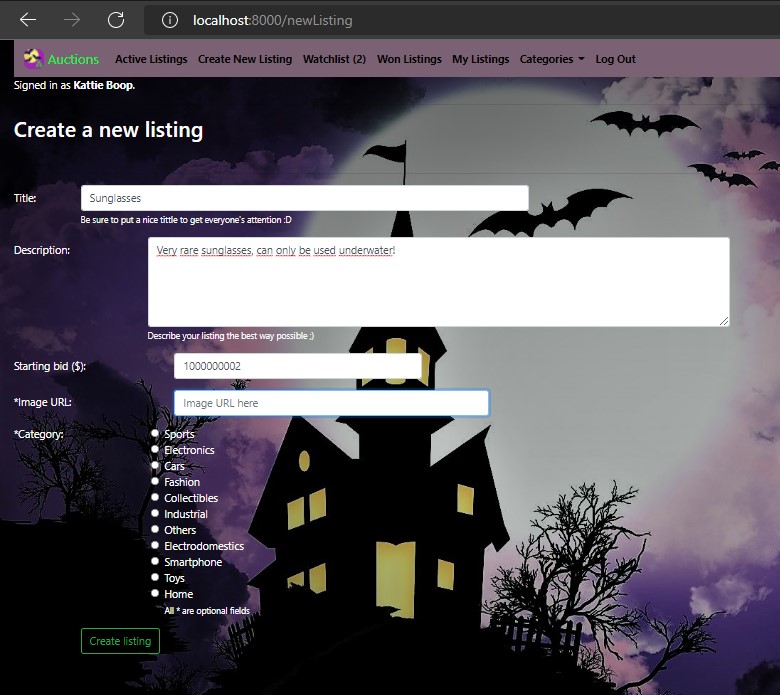 localhost:8000/newListing
Auctions Active Listings Create New Listing Watchlist (2) Won Listings My Listings Categories Log Out
Signed in as Kattie Boop.
Create a new listing
Title: Sunglasses
Be sure to put a nice tittle to get everyone's attention :D
Description: Very rare sunglasses, can only be used underwater!
Describe your listing the best way possible ;)
Starting bid ($): 1000000002
*Image URL: Image URL here
*Category: Sports
Electronics
Cars
Fashion
Collectibles
Industrial
Others
Electrodomestics
Smartphone
Toys
Home
All * are optional fields
Create listing